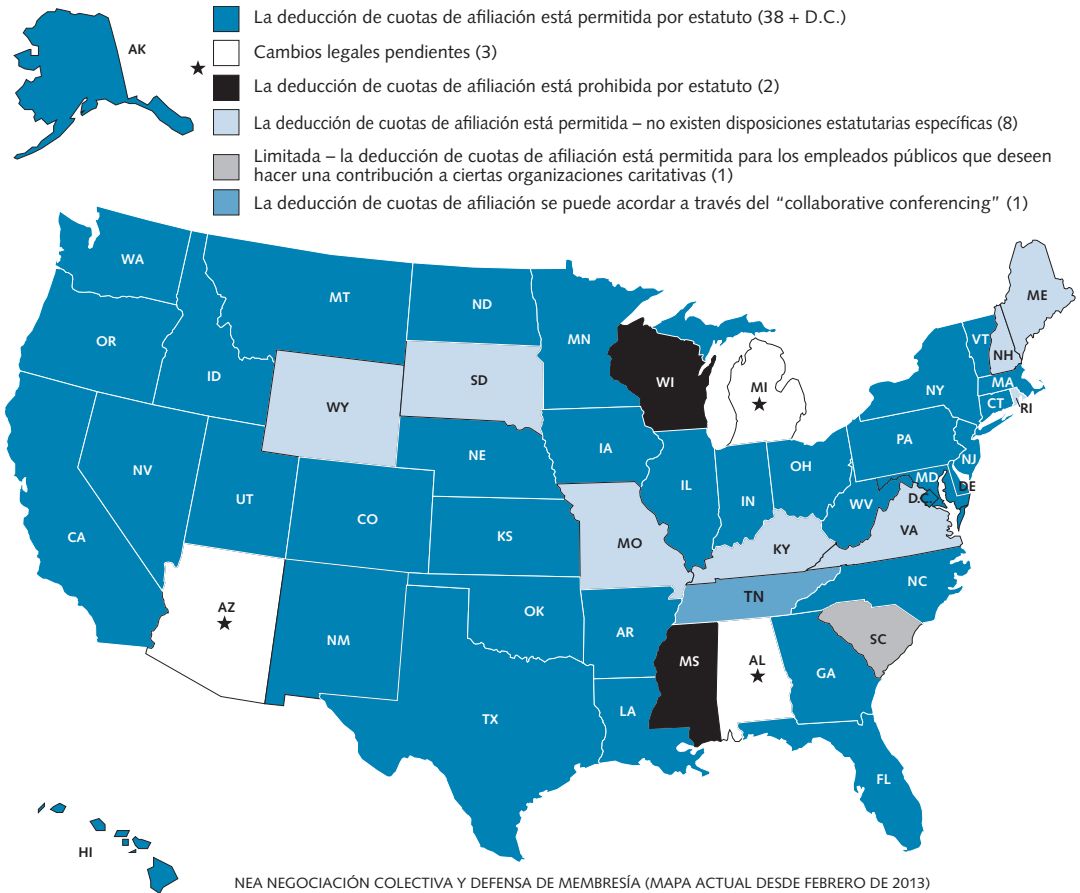 La deducción de cuotas de afiliación está permitida por estatuto (38 + D.C.)
AK
Cambios legales pendientes (3)
La deducción de cuotas de afiliación está prohibida por estatuto (2)
La deducción de cuotas de afiliación está permitida – no existen disposiciones estatutarias específicas (8)
Limitada – la deducción de cuotas de afiliación está permitida para los empleados públicos que deseen
hacer una contribución a ciertas organizaciones caritativas (1)
La deducción de cuotas de afiliación se puede acordar a través del “collaborative conferencing” (1)
WA
MT
ND
MN
ME
OR
ID
SD
WI
MI
VT
NH
WY
NY
MA
CT
RI
NV
UT
NE
IA
IL
IN
OH
PA
NJ
MD
DE
D.C.
WV
CA
CO
KS
MO
KY
VA
AZ
NM
OK
AR
TN
NC
MS
AL
GA
SC
TX
LA
FL
HI
NEA NEGOCIACIÓN COLECTIVA Y DEFENSA DE MEMBRESÍA (MAPA ACTUAL DESDE FEBRERO DE 2013)